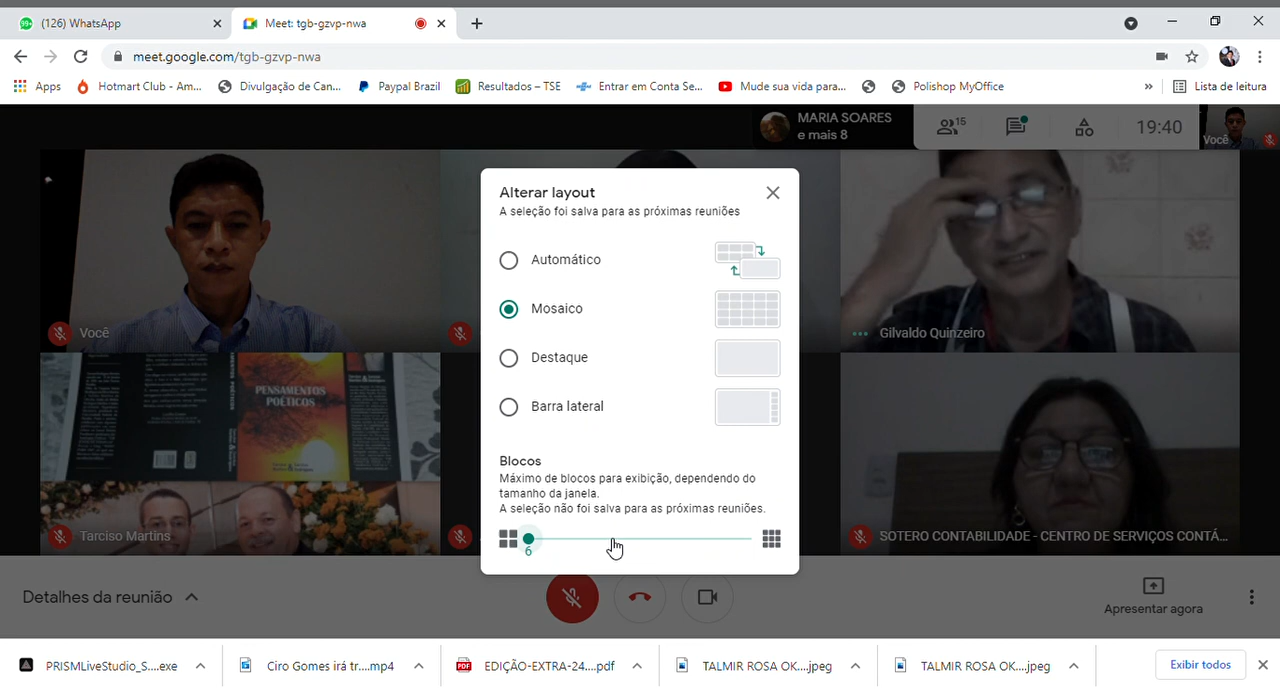 (126) WhatsApp
Meet: tgb-gzvp-nwa
meet.google.com/tgb-gzvp-nwa
Apps
Hotmart Club - Am...
Divulgação de Can...
Paypal Brazil
Resultados – TSE
Entrar em Conta Se...
Mude sua vida para...
Polishop MyOffice
»
Lista de leitura
MARIA SOARES
e mais 8
15
19:40
Você
Alterar layout
A seleção foi salva para as próximas reuniões
Automático
Mosaico
Destaque
Barra lateral
Blocos
Máximo de blocos para exibição, dependendo do
tamanho da janela.
A seleção não foi salva para as próximas reuniões.
6
Você
Gilvaldo Quinzeiro
PENSAMENTOS
POÉTICOS
Tarciso Martins
SOTERO CONTABILIDADE - CENTRO DE SERVIÇOS CONTÁ...
Detalhes da reunião
Apresentar agora
PRISMLiveStudio_S....exe
Ciro Gomes irá tr....mp4
PDF
EDIÇÃO-EXTRA-24....pdf
TALMIR ROSA OK....jpeg
TALMIR ROSA OK....jpeg
Exibir todos